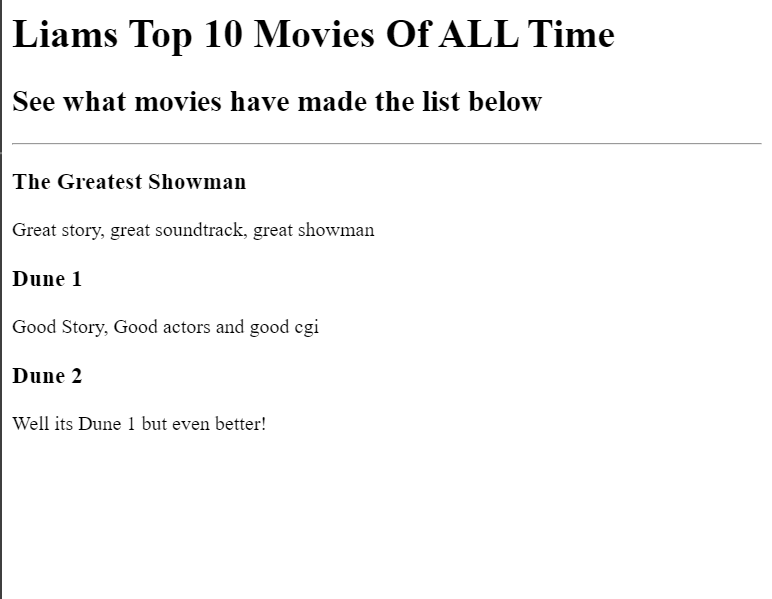 Liams Top 10 Movies Of ALL Time
See what movies have made the list below
The Greatest Showman
Great story, great soundtrack, great showman
Dune 1
Good Story, Good actors and good cgi
Dune 2
Well its Dune 1 but even better!